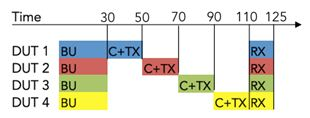 Time 30 50 70 90 110 125
DUT 1 BU C+TX RX
DUT 2 BU C+TX RX
DUT 3 BU C+TX RX
DUT 4 BU C+TX RX